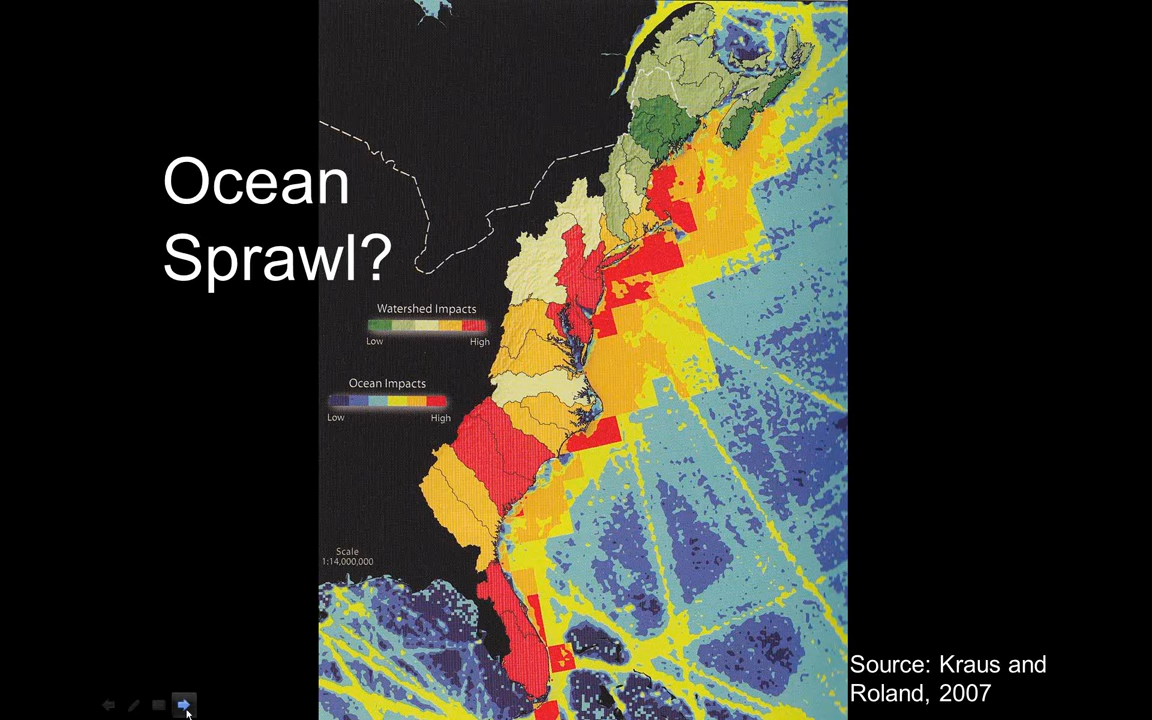 Ocean
Sprawl?
Watershed Impacts
Low High
Ocean Impacts
Low High
Scale
1:14,000,000
Source: Kraus and
Roland, 2007